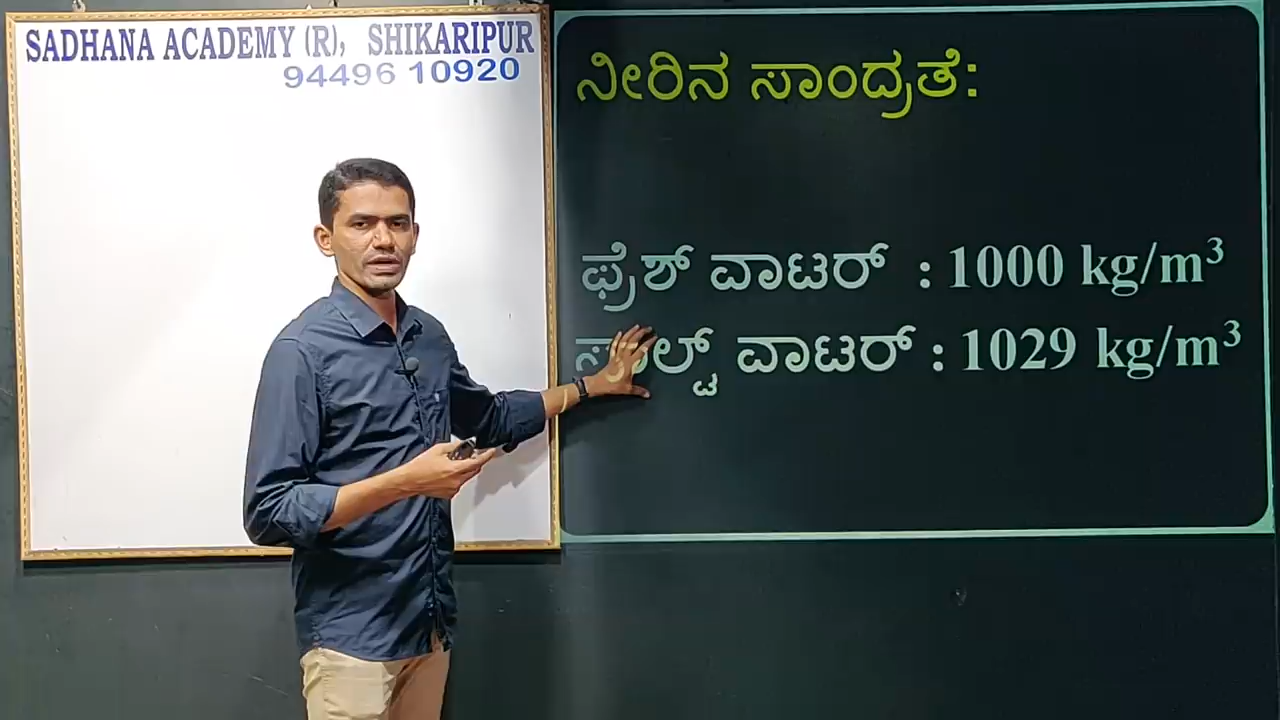 SADHANA ACADEMY (R), SHIKARIPUR
94496 10920
ನೀರಿನ ಸಾಂದ್ರತೆ:
ಫ್ರೆಶ್ ವಾಟರ್ : 1000 kg/m³
ಸಾಲ್ಟ್ ವಾಟರ್ : 1029 kg/m³